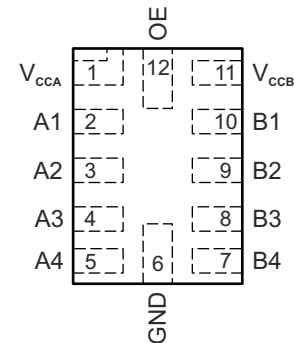 OE
V_CCA 1 12 11 V_CCB
A1 2 10 B1
A2 3 9 B2
A3 4 8 B3
A4 5 6 7 B4
GND